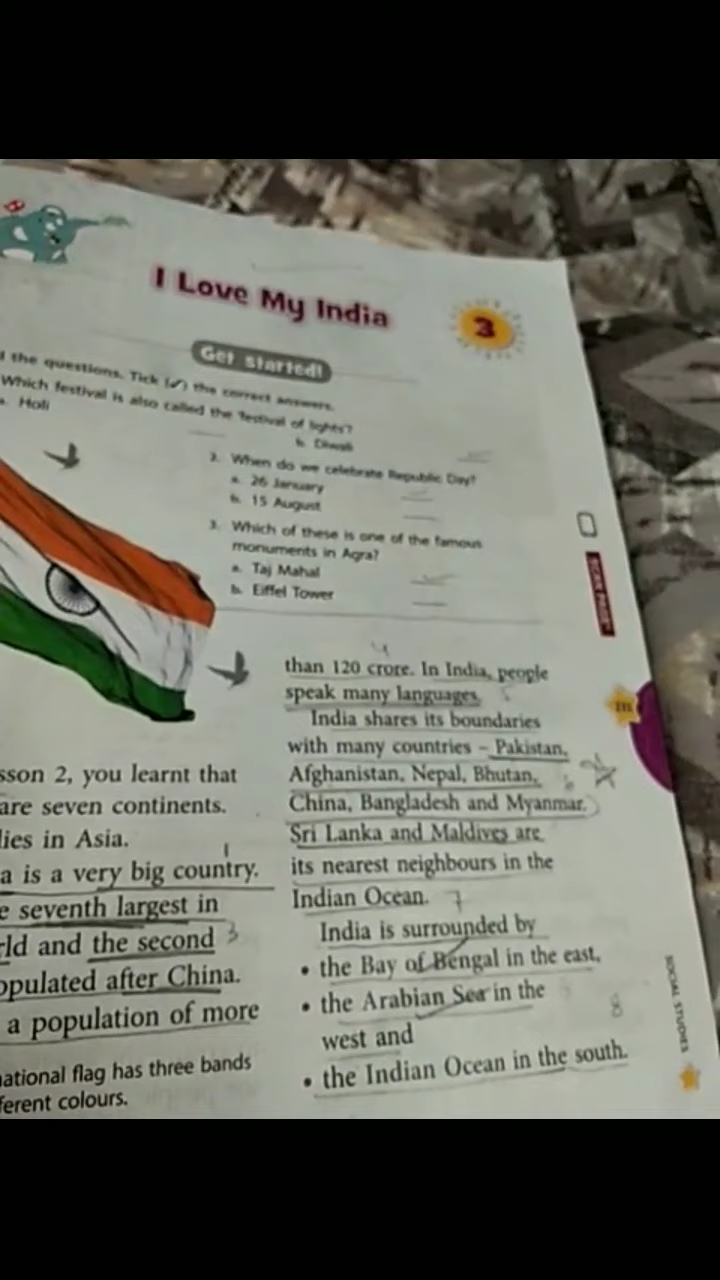 I Love My India
3
Get started!
the questions. Tick (✓) the correct answers.
Which festival is also called the 'festival of lights'?
a. Holi
b. Diwali
2. When do we celebrate Republic Day?
a. 26 January
b. 15 August
3. Which of these is one of the famous
monuments in Agra?
a. Taj Mahal
b. Eiffel Tower
SCAN PAGE
sson 2, you learnt that
are seven continents.
lies in Asia.
a is a very big country.
e seventh largest in
rld and the second
opulated after China.
a population of more
ational flag has three bands
ferent colours.
than 120 crore. In India, people
speak many languages.
India shares its boundaries
with many countries – Pakistan,
Afghanistan, Nepal, Bhutan,
China, Bangladesh and Myanmar.
Sri Lanka and Maldives are
its nearest neighbours in the
Indian Ocean.
India is surrounded by
• the Bay of Bengal in the east,
• the Arabian Sea in the
west and
• the Indian Ocean in the south.
SOCIAL STUDIES